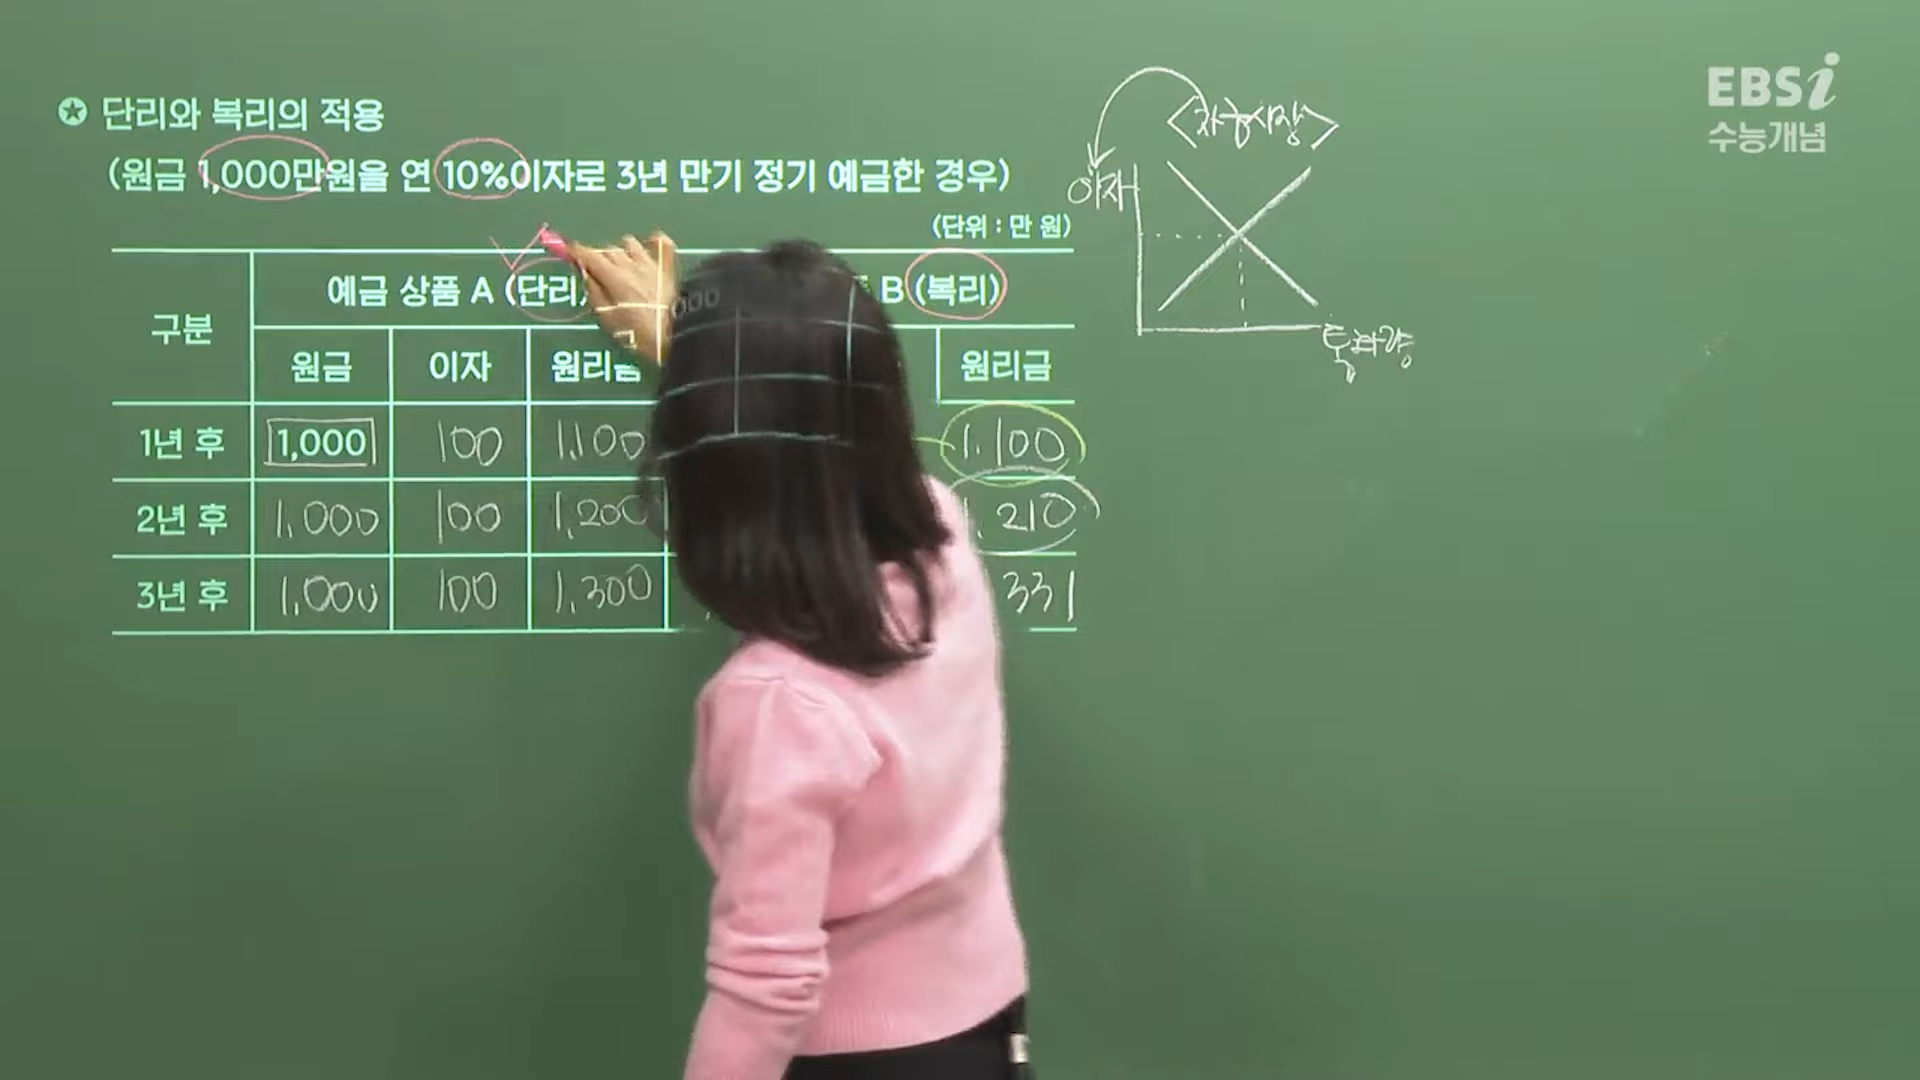 EBSi
수능개념
단리와 복리의 적용
(원금 1,000만원을 연 10%이자로 3년 만기 정기 예금한 경우)
(단위 : 만 원)
구분 예금 상품 A (단리) B (복리)
원금 이자 원리금 원리금
1년 후 1,000 100 1,100 1,100
2년 후 1,000 100 1,200 210
3년 후 1,000 100 1,300 331
<자금시장>
이자
통화량